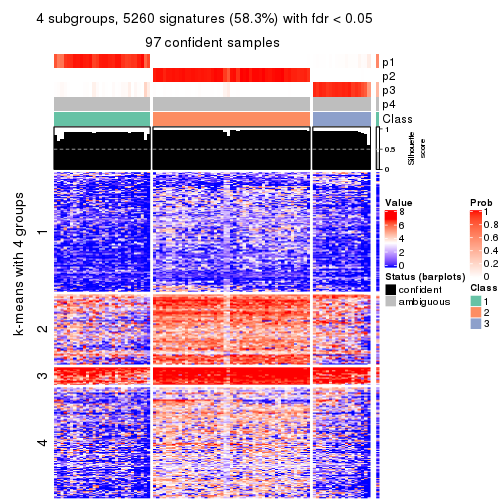 4 subgroups, 5260 signatures (58.3%) with fdr < 0.05
97 confident samples
p1
p2
p3
p4
Class
1
0.5
0
Silhouette
score
k-means with 4 groups
1
2
3
4
Value
8
6
4
2
0
Status (barplots)
confident
ambiguous
Prob
1
0.8
0.6
0.4
0.2
0
Class
1
2
3